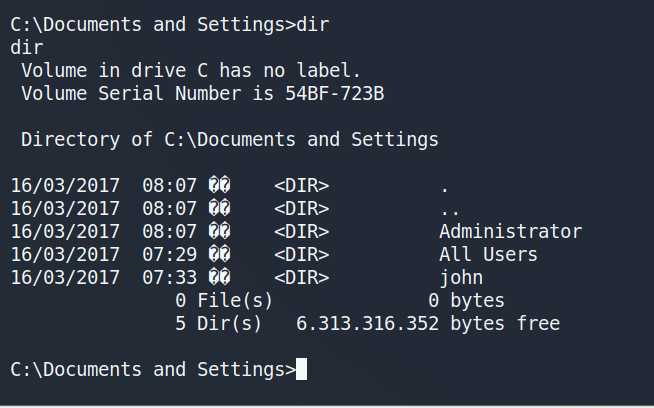 C:\Documents and Settings>dir
dir
 Volume in drive C has no label.
 Volume Serial Number is 54BF-723B

 Directory of C:\Documents and Settings

16/03/2017  08:07 ��    <DIR>          .
16/03/2017  08:07 ��    <DIR>          ..
16/03/2017  08:07 ��    <DIR>          Administrator
16/03/2017  07:29 ��    <DIR>          All Users
16/03/2017  07:33 ��    <DIR>          john
               0 File(s)              0 bytes
               5 Dir(s)   6.313.316.352 bytes free

C:\Documents and Settings>